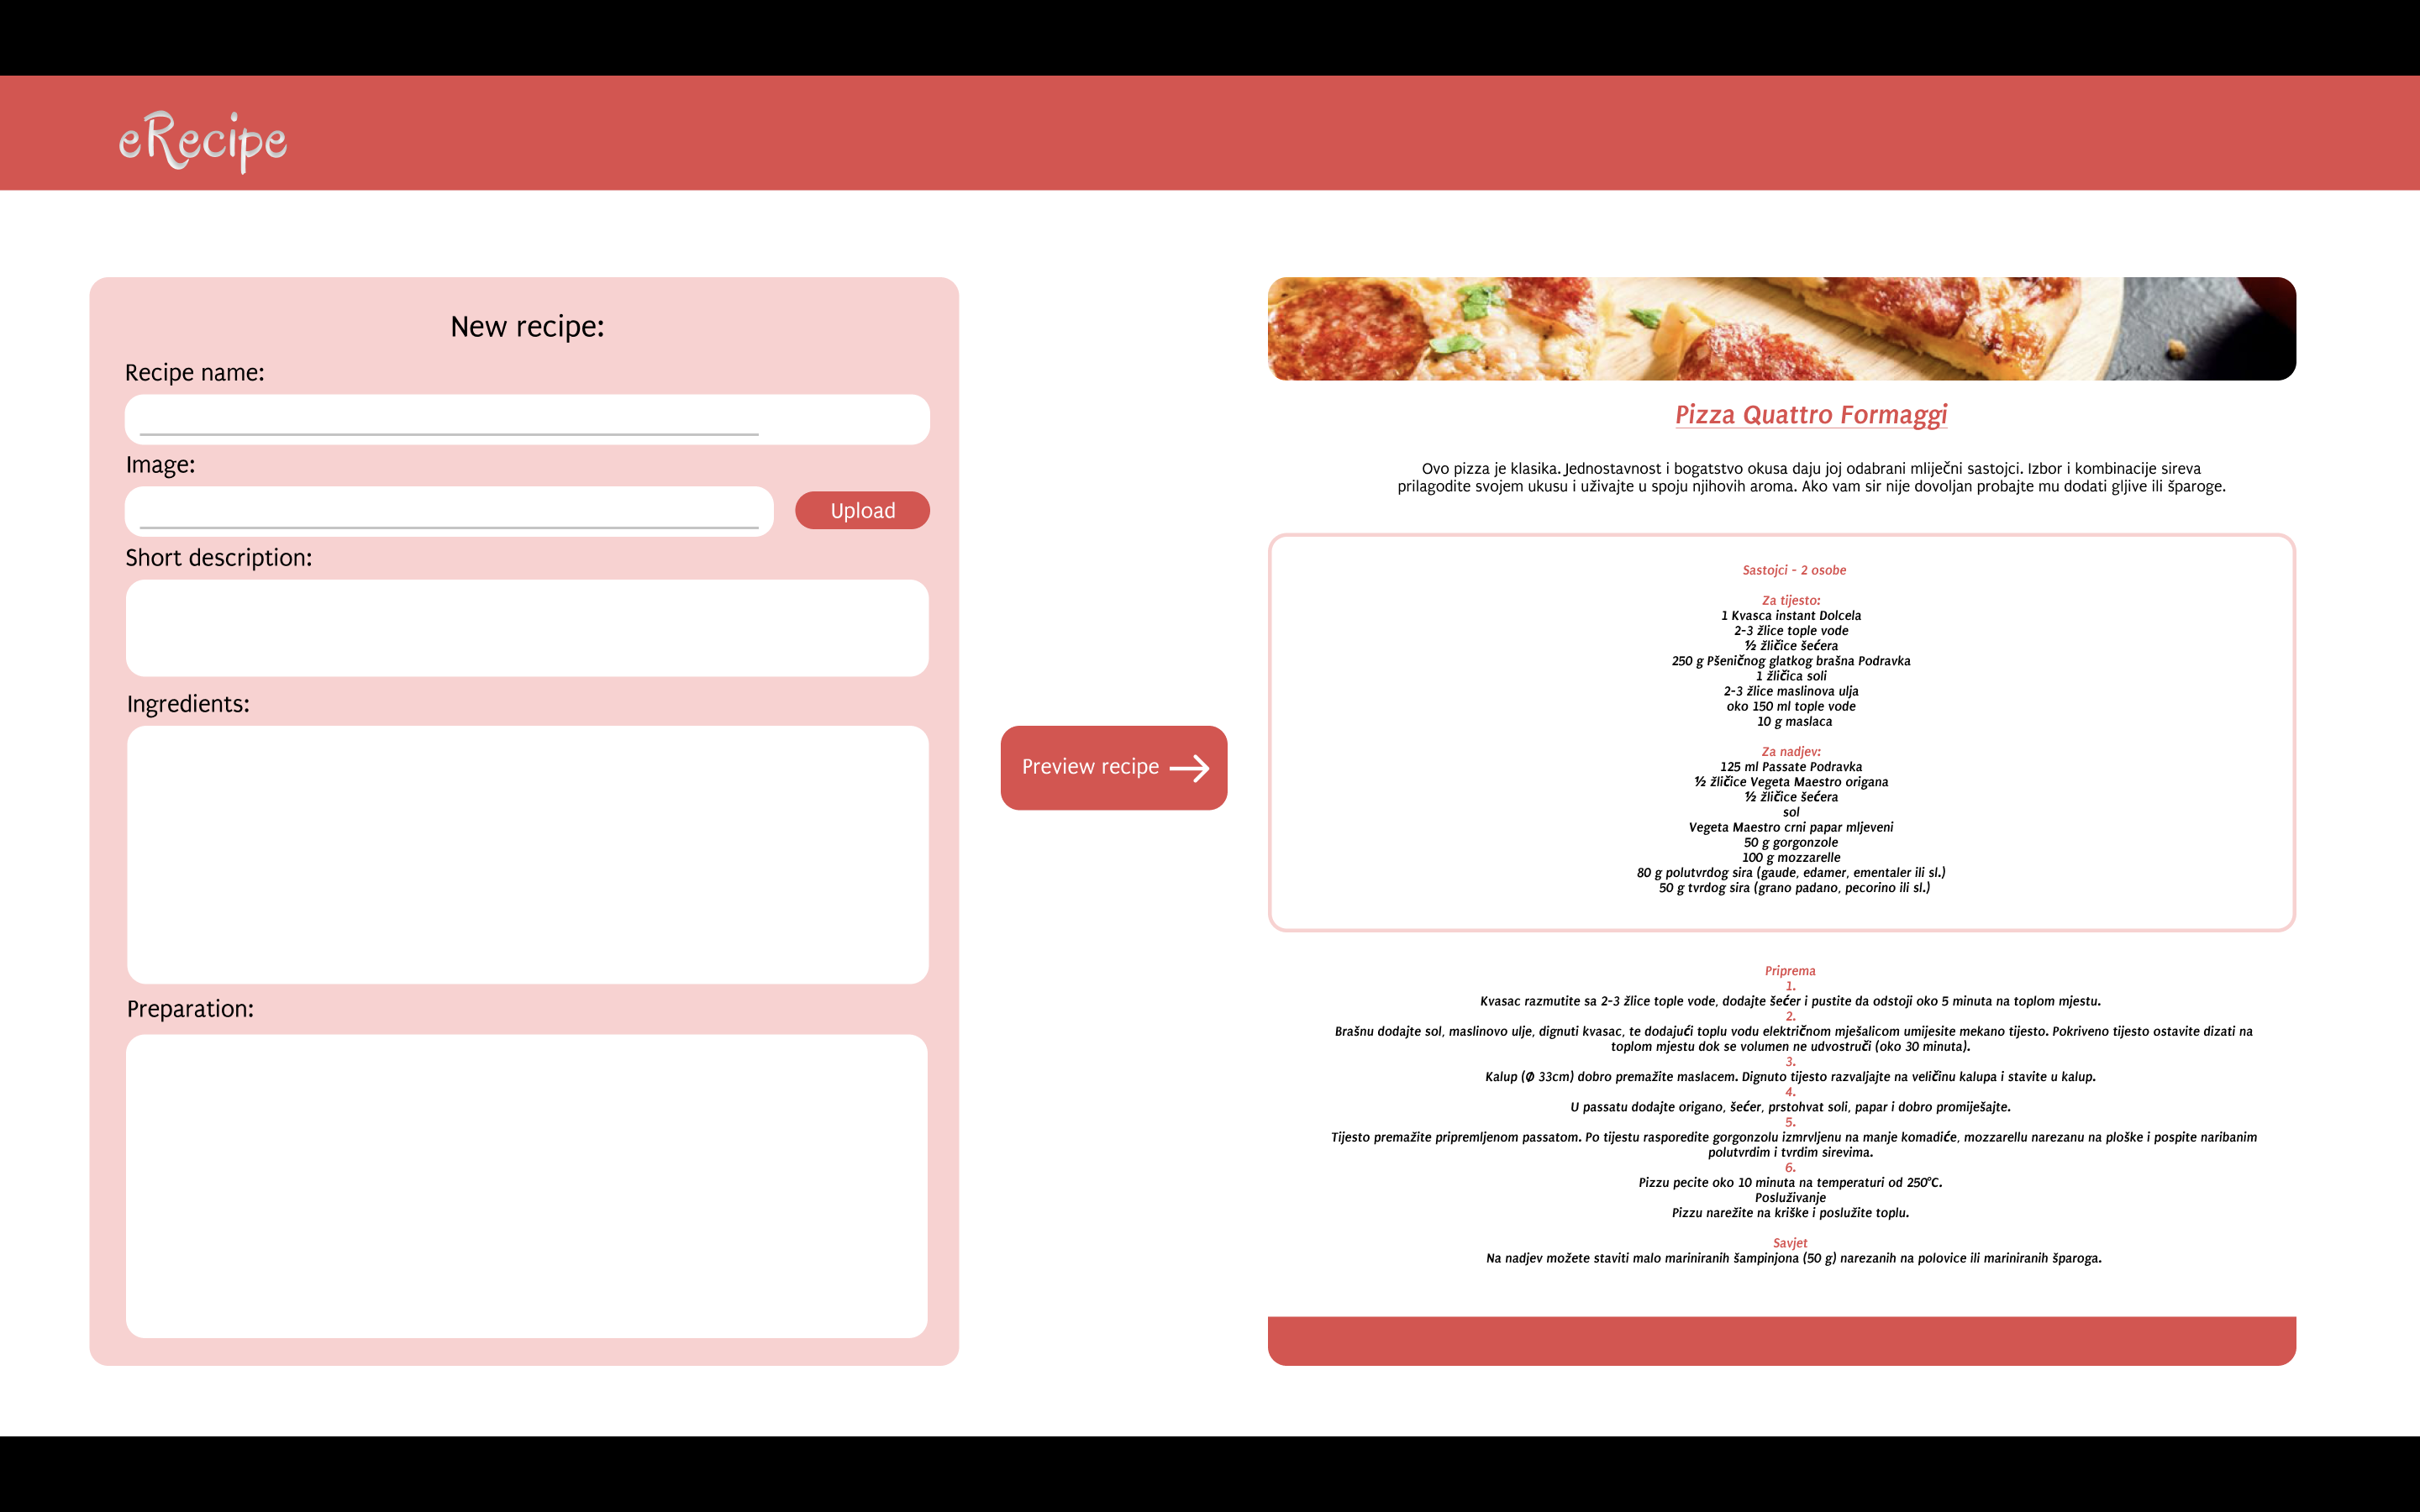 eRecipe
New recipe:
Recipe name:
Image:
Upload
Short description:
Ingredients:
Preparation:
Preview recipe
Pizza Quattro Formaggi
Ovo pizza je klasika. Jednostavnost i bogatstvo okusa daju joj odabrani mliječni sastojci. Izbor i kombinacije sireva
prilagodite svojem ukusu i uživajte u spoju njihovih aroma. Ako vam sir nije dovoljan probajte mu dodati gljive ili šparoge.
Sastojci - 2 osobe
Za tijesto:
1 Kvasca instant Dolcela
2-3 žlice tople vode
½ žličice šećera
250 g Pšeničnog glatkog brašna Podravka
1 žličica soli
2-3 žlice maslinova ulja
oko 150 ml tople vode
10 g maslaca
Za nadjev:
125 ml Passate Podravka
½ žličice Vegeta Maestro origana
½ žličice šećera
sol
Vegeta Maestro crni papar mljeveni
50 g gorgonzole
100 g mozzarelle
80 g polutvrdog sira (gaude, edamer, ementaler ili sl.)
50 g tvrdog sira (grano padano, pecorino ili sl.)
Priprema
1.
Kvasac razmutite sa 2-3 žlice tople vode, dodajte šećer i pustite da odstoji oko 5 minuta na toplom mjestu.
2.
Brašnu dodajte sol, maslinovo ulje, dignuti kvasac, te dodajući toplu vodu električnom mješalicom umijesite mekano tijesto. Pokriveno tijesto ostavite dizati na
toplom mjestu dok se volumen ne udvostruči (oko 30 minuta).
3.
Kalup (Ø 33cm) dobro premažite maslacem. Dignuto tijesto razvaljajte na veličinu kalupa i stavite u kalup.
4.
U passatu dodajte origano, šećer, prstohvat soli, papar i dobro promiješajte.
5.
Tijesto premažite pripremljenom passatom. Po tijestu rasporedite gorgonzolu izmrvljenu na manje komadiće, mozzarellu narezanu na ploške i pospite naribanim
polutvrdim i tvrdim sirevima.
6.
Pizzu pecite oko 10 minuta na temperaturi od 250°C.
Posluživanje
Pizzu narežite na kriške i poslužite toplu.
Savjet
Na nadjev možete staviti malo mariniranih šampinjona (50 g) narezanih na polovice ili mariniranih šparoga.